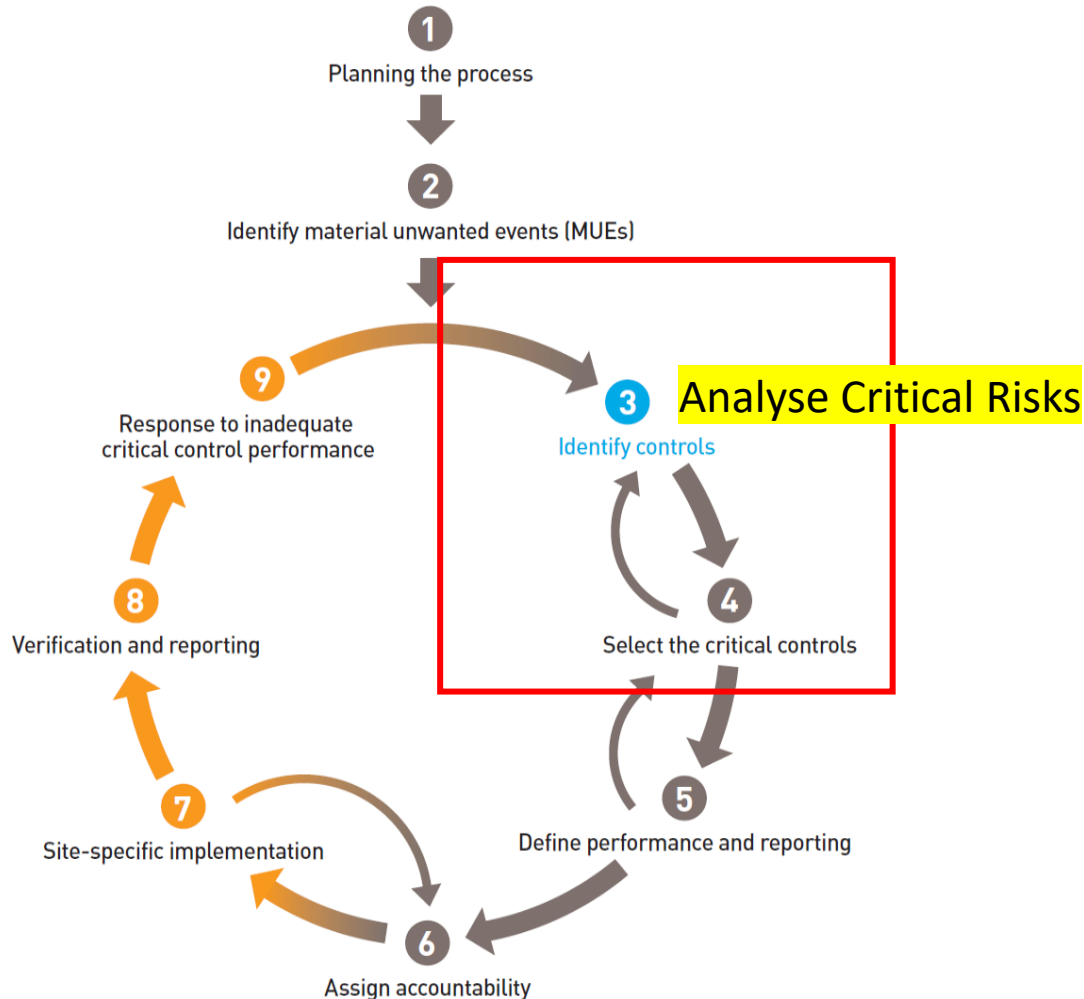 1
Planning the process
2
Identify material unwanted events (MUEs)
3
Analyse Critical Risks
Identify controls
4
Select the critical controls
5
Define performance and reporting
6
Assign accountability
7
Site-specific implementation
8
Verification and reporting
9
Response to inadequate
critical control performance